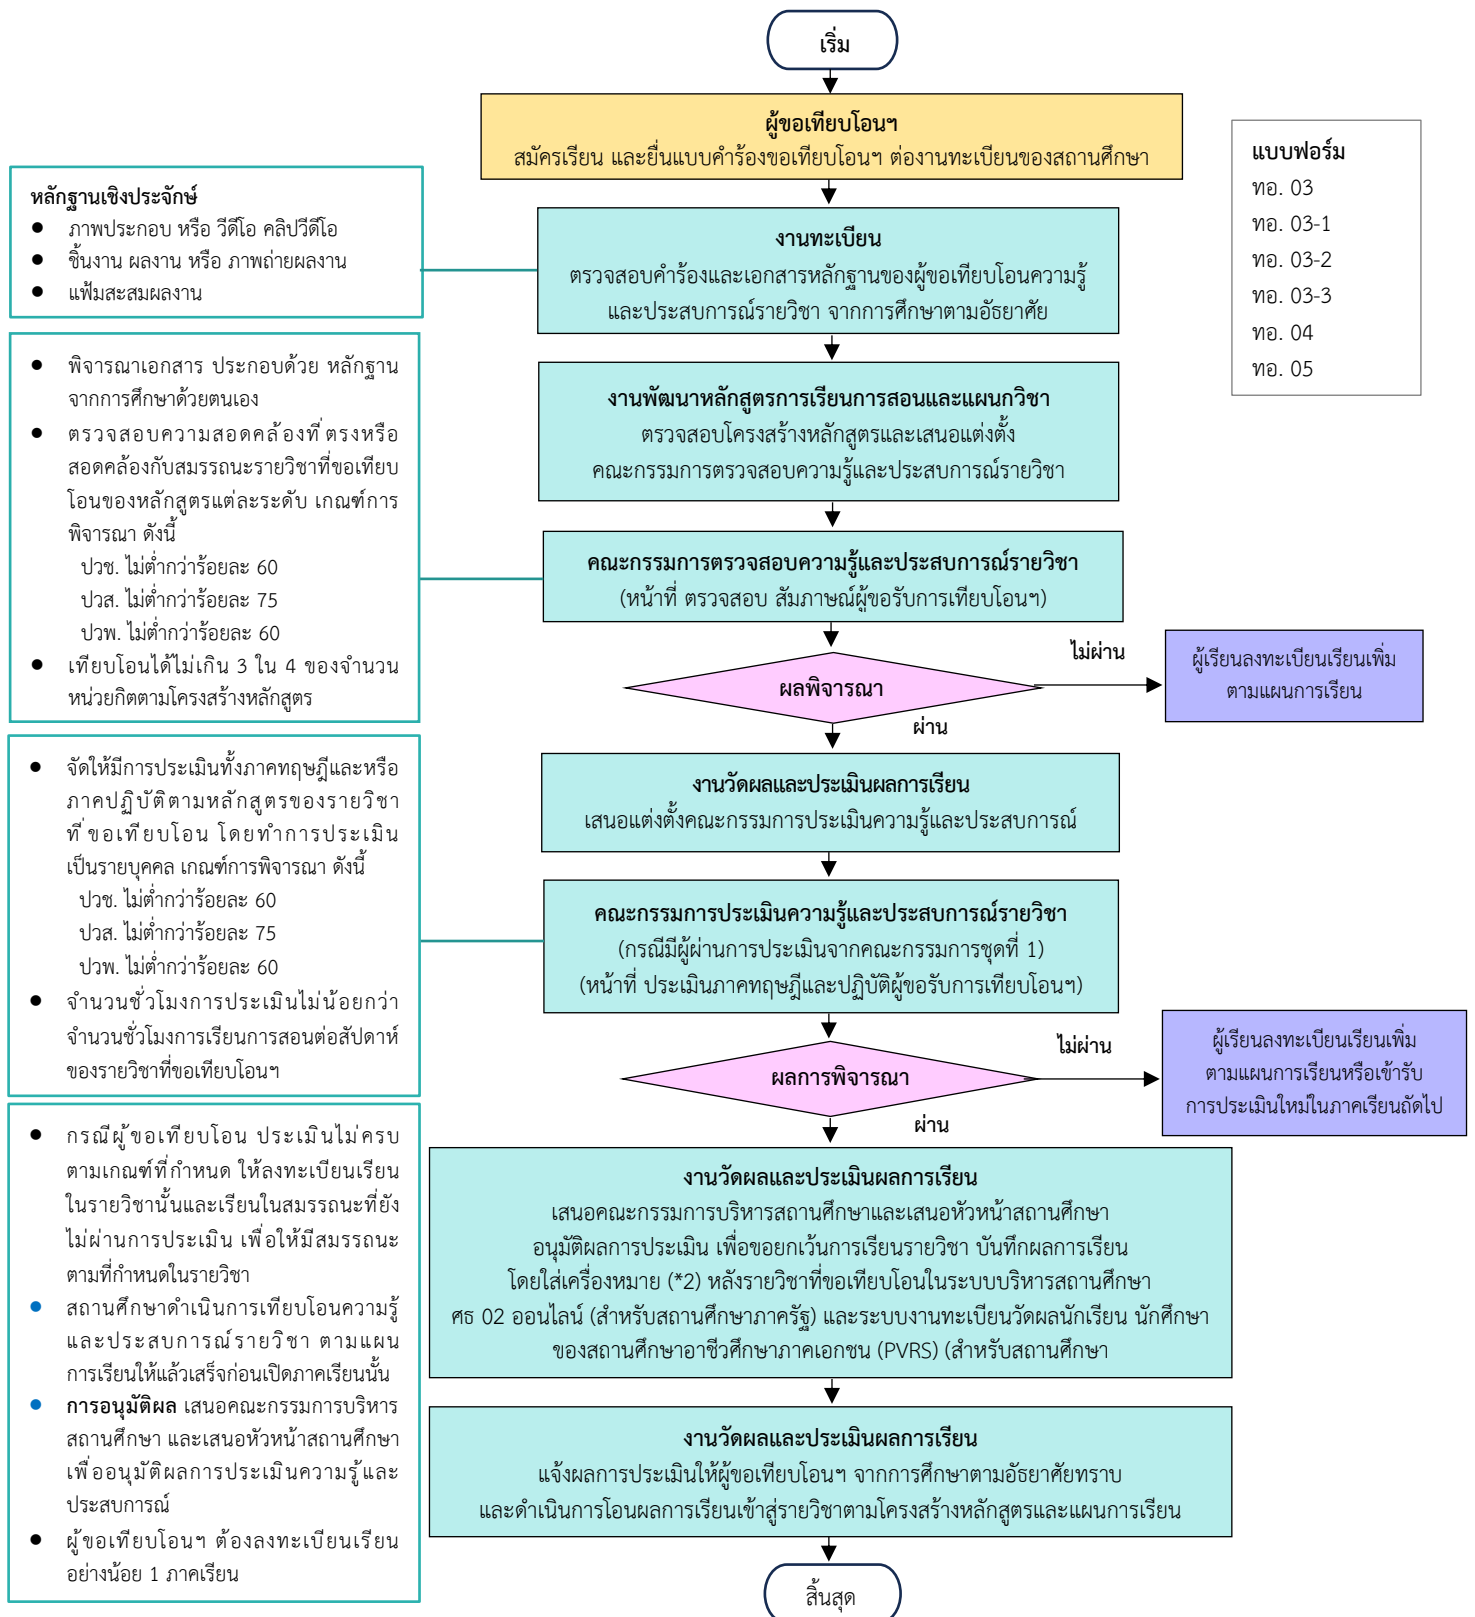 เริ่ม
ผู้ขอเทียบโอนฯ
สมัครเรียน และยื่นแบบคำร้องขอเทียบโอนฯ ต่องานทะเบียนของสถานศึกษา
แบบฟอร์ม
ทอ. 03
ทอ. 03-1
ทอ. 03-2
ทอ. 03-3
ทอ. 04
ทอ. 05
หลักฐานเชิงประจักษ์
● ภาพประกอบ หรือ วีดีโอ คลิปวีดีโอ
● ชิ้นงาน ผลงาน หรือ ภาพถ่ายผลงาน
● แฟ้มสะสมผลงาน
งานทะเบียน
ตรวจสอบคำร้องและเอกสารหลักฐานของผู้ขอเทียบโอนความรู้
และประสบการณ์รายวิชา จากการศึกษาตามอัธยาศัย
● พิจารณาเอกสาร ประกอบด้วย หลักฐาน
จากการศึกษาด้วยตนเอง
● ตรวจสอบความสอดคล้องที่ตรงหรือ
สอดคล้องกับสมรรถนะรายวิชาที่ขอเทียบ
โอนของหลักสูตรแต่ละระดับ เกณฑ์การ
พิจารณา ดังนี้
ปวช. ไม่ต่ำกว่าร้อยละ 60
ปวส. ไม่ต่ำกว่าร้อยละ 75
ปวพ. ไม่ต่ำกว่าร้อยละ 60
● เทียบโอนได้ไม่เกิน 3 ใน 4 ของจำนวน
หน่วยกิตตามโครงสร้างหลักสูตร
งานพัฒนาหลักสูตรการเรียนการสอนและแผนกวิชา
ตรวจสอบโครงสร้างหลักสูตรและเสนอแต่งตั้ง
คณะกรรมการตรวจสอบความรู้และประสบการณ์รายวิชา
คณะกรรมการตรวจสอบความรู้และประสบการณ์รายวิชา
(หน้าที่ ตรวจสอบ สัมภาษณ์ผู้ขอรับการเทียบโอนฯ)
ผลพิจารณา
ไม่ผ่าน
ผู้เรียนลงทะเบียนเรียนเพิ่ม
ตามแผนการเรียน
ผ่าน
● จัดให้มีการประเมินทั้งภาคทฤษฎีและหรือ
ภาคปฏิบัติตามหลักสูตรของรายวิชา
ที่ขอเทียบโอน โดยทำการประเมิน
เป็นรายบุคคล เกณฑ์การพิจารณา ดังนี้
ปวช. ไม่ต่ำกว่าร้อยละ 60
ปวส. ไม่ต่ำกว่าร้อยละ 75
ปวพ. ไม่ต่ำกว่าร้อยละ 60
● จำนวนชั่วโมงการประเมินไม่น้อยกว่า
จำนวนชั่วโมงการเรียนการสอนต่อสัปดาห์
ของรายวิชาที่ขอเทียบโอนฯ
งานวัดผลและประเมินผลการเรียน
เสนอแต่งตั้งคณะกรรมการประเมินความรู้และประสบการณ์
คณะกรรมการประเมินความรู้และประสบการณ์รายวิชา
(กรณีมีผู้ผ่านการประเมินจากคณะกรรมการชุดที่ 1)
(หน้าที่ ประเมินภาคทฤษฎีและปฏิบัติผู้ขอรับการเทียบโอนฯ)
ผลการพิจารณา
ไม่ผ่าน
ผู้เรียนลงทะเบียนเรียนเพิ่ม
ตามแผนการเรียนหรือเข้ารับ
การประเมินใหม่ในภาคเรียนถัดไป
ผ่าน
● กรณีผู้ขอเทียบโอน ประเมินไม่ครบ
ตามเกณฑ์ที่กำหนด ให้ลงทะเบียนเรียน
ในรายวิชานั้นและเรียนในสมรรถนะที่ยัง
ไม่ผ่านการประเมิน เพื่อให้มีสมรรถนะ
ตามที่กำหนดในรายวิชา
● สถานศึกษาดำเนินการเทียบโอนความรู้
และประสบการณ์รายวิชา ตามแผน
การเรียนให้แล้วเสร็จก่อนเปิดภาคเรียนนั้น
● การอนุมัติผล เสนอคณะกรรมการบริหาร
สถานศึกษา และเสนอหัวหน้าสถานศึกษา
เพื่ออนุมัติผลการประเมินความรู้และ
ประสบการณ์
● ผู้ขอเทียบโอนฯ ต้องลงทะเบียนเรียน
อย่างน้อย 1 ภาคเรียน
งานวัดผลและประเมินผลการเรียน
เสนอคณะกรรมการบริหารสถานศึกษาและเสนอหัวหน้าสถานศึกษา
อนุมัติผลการประเมิน เพื่อขอยกเว้นการเรียนรายวิชา บันทึกผลการเรียน
โดยใส่เครื่องหมาย (*2) หลังรายวิชาที่ขอเทียบโอนในระบบบริหารสถานศึกษา
ศธ 02 ออนไลน์ (สำหรับสถานศึกษาภาครัฐ) และระบบงานทะเบียนวัดผลนักเรียน นักศึกษา
ของสถานศึกษาอาชีวศึกษาภาคเอกชน (PVRS) (สำหรับสถานศึกษา
งานวัดผลและประเมินผลการเรียน
แจ้งผลการประเมินให้ผู้ขอเทียบโอนฯ จากการศึกษาตามอัธยาศัยทราบ
และดำเนินการโอนผลการเรียนเข้าสู่รายวิชาตามโครงสร้างหลักสูตรและแผนการเรียน
สิ้นสุด